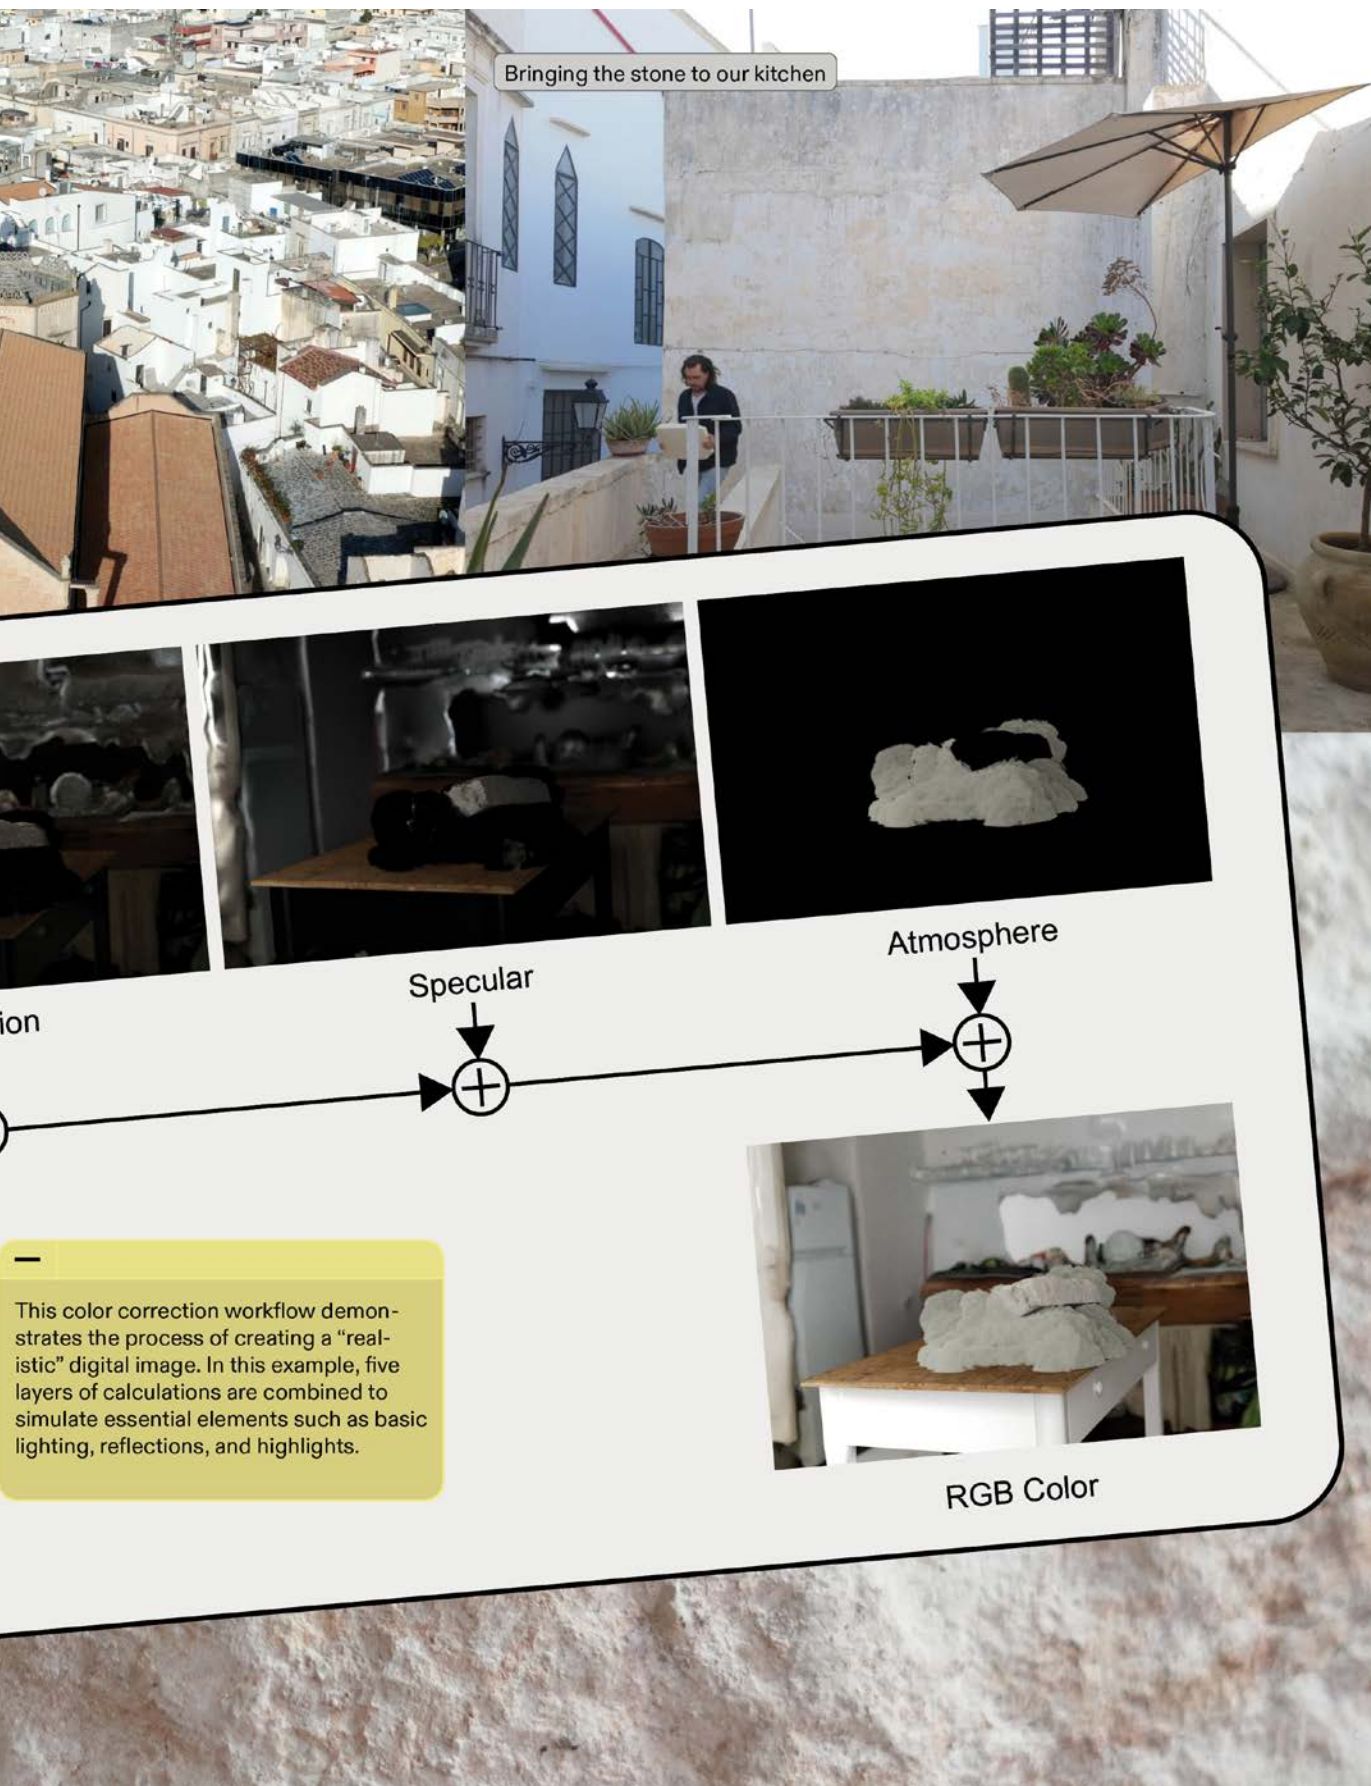 Bringing the stone to our kitchen
Atmosphere
Specular
ion
This color correction workflow demon-
strates the process of creating a “real-
istic” digital image. In this example, five
layers of calculations are combined to
simulate essential elements such as basic
lighting, reflections, and highlights.
RGB Color